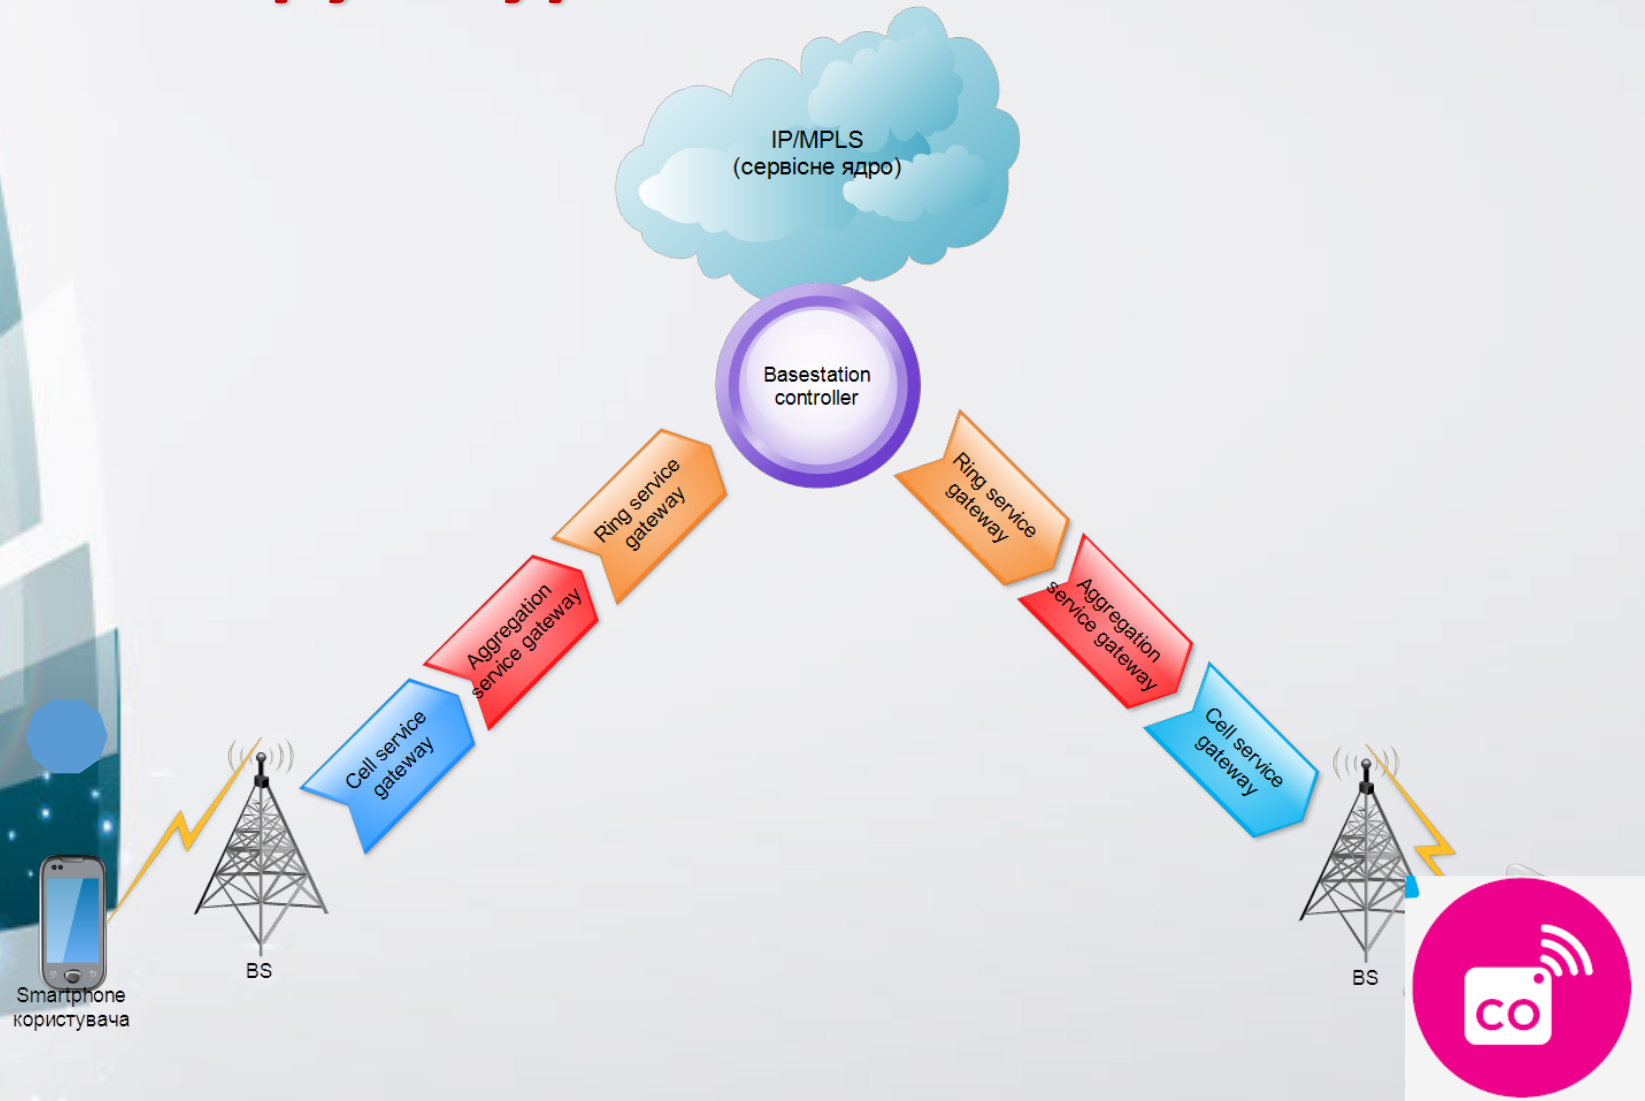 IP/MPLS
(сервісне ядро)
Basestation
controller
Ring service
gateway
Ring service
gateway
Aggregation
service gateway
Aggregation
service gateway
Cell service
gateway
Cell service
gateway
BS
BS
Smartphone
користувача
co